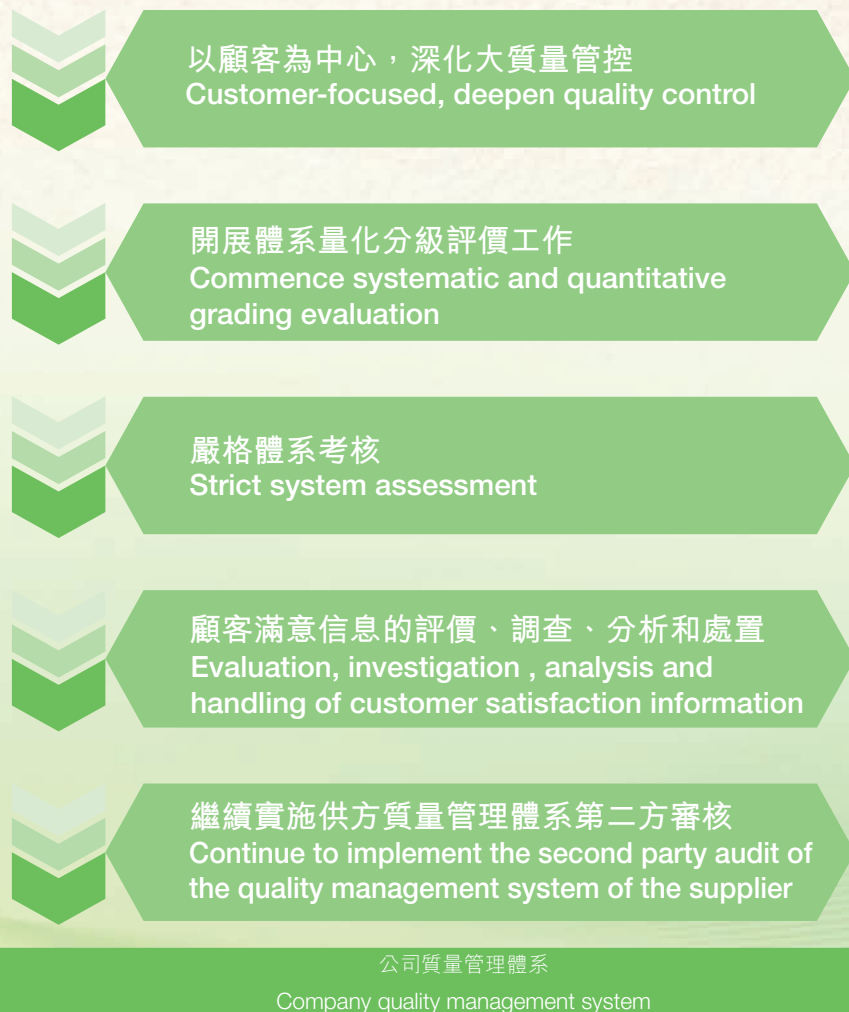 以顧客為中心，深化大質量管控
Customer-focused, deepen quality control
開展體系量化分級評價工作
Commence systematic and quantitative
grading evaluation
嚴格體系考核
Strict system assessment
顧客滿意信息的評價、調查、分析和處置
Evaluation, investigation , analysis and
handling of customer satisfaction information
繼續實施供方質量管理體系第二方審核
Continue to implement the second party audit of
the quality management system of the supplier
公司質量管理體系
Company quality management system